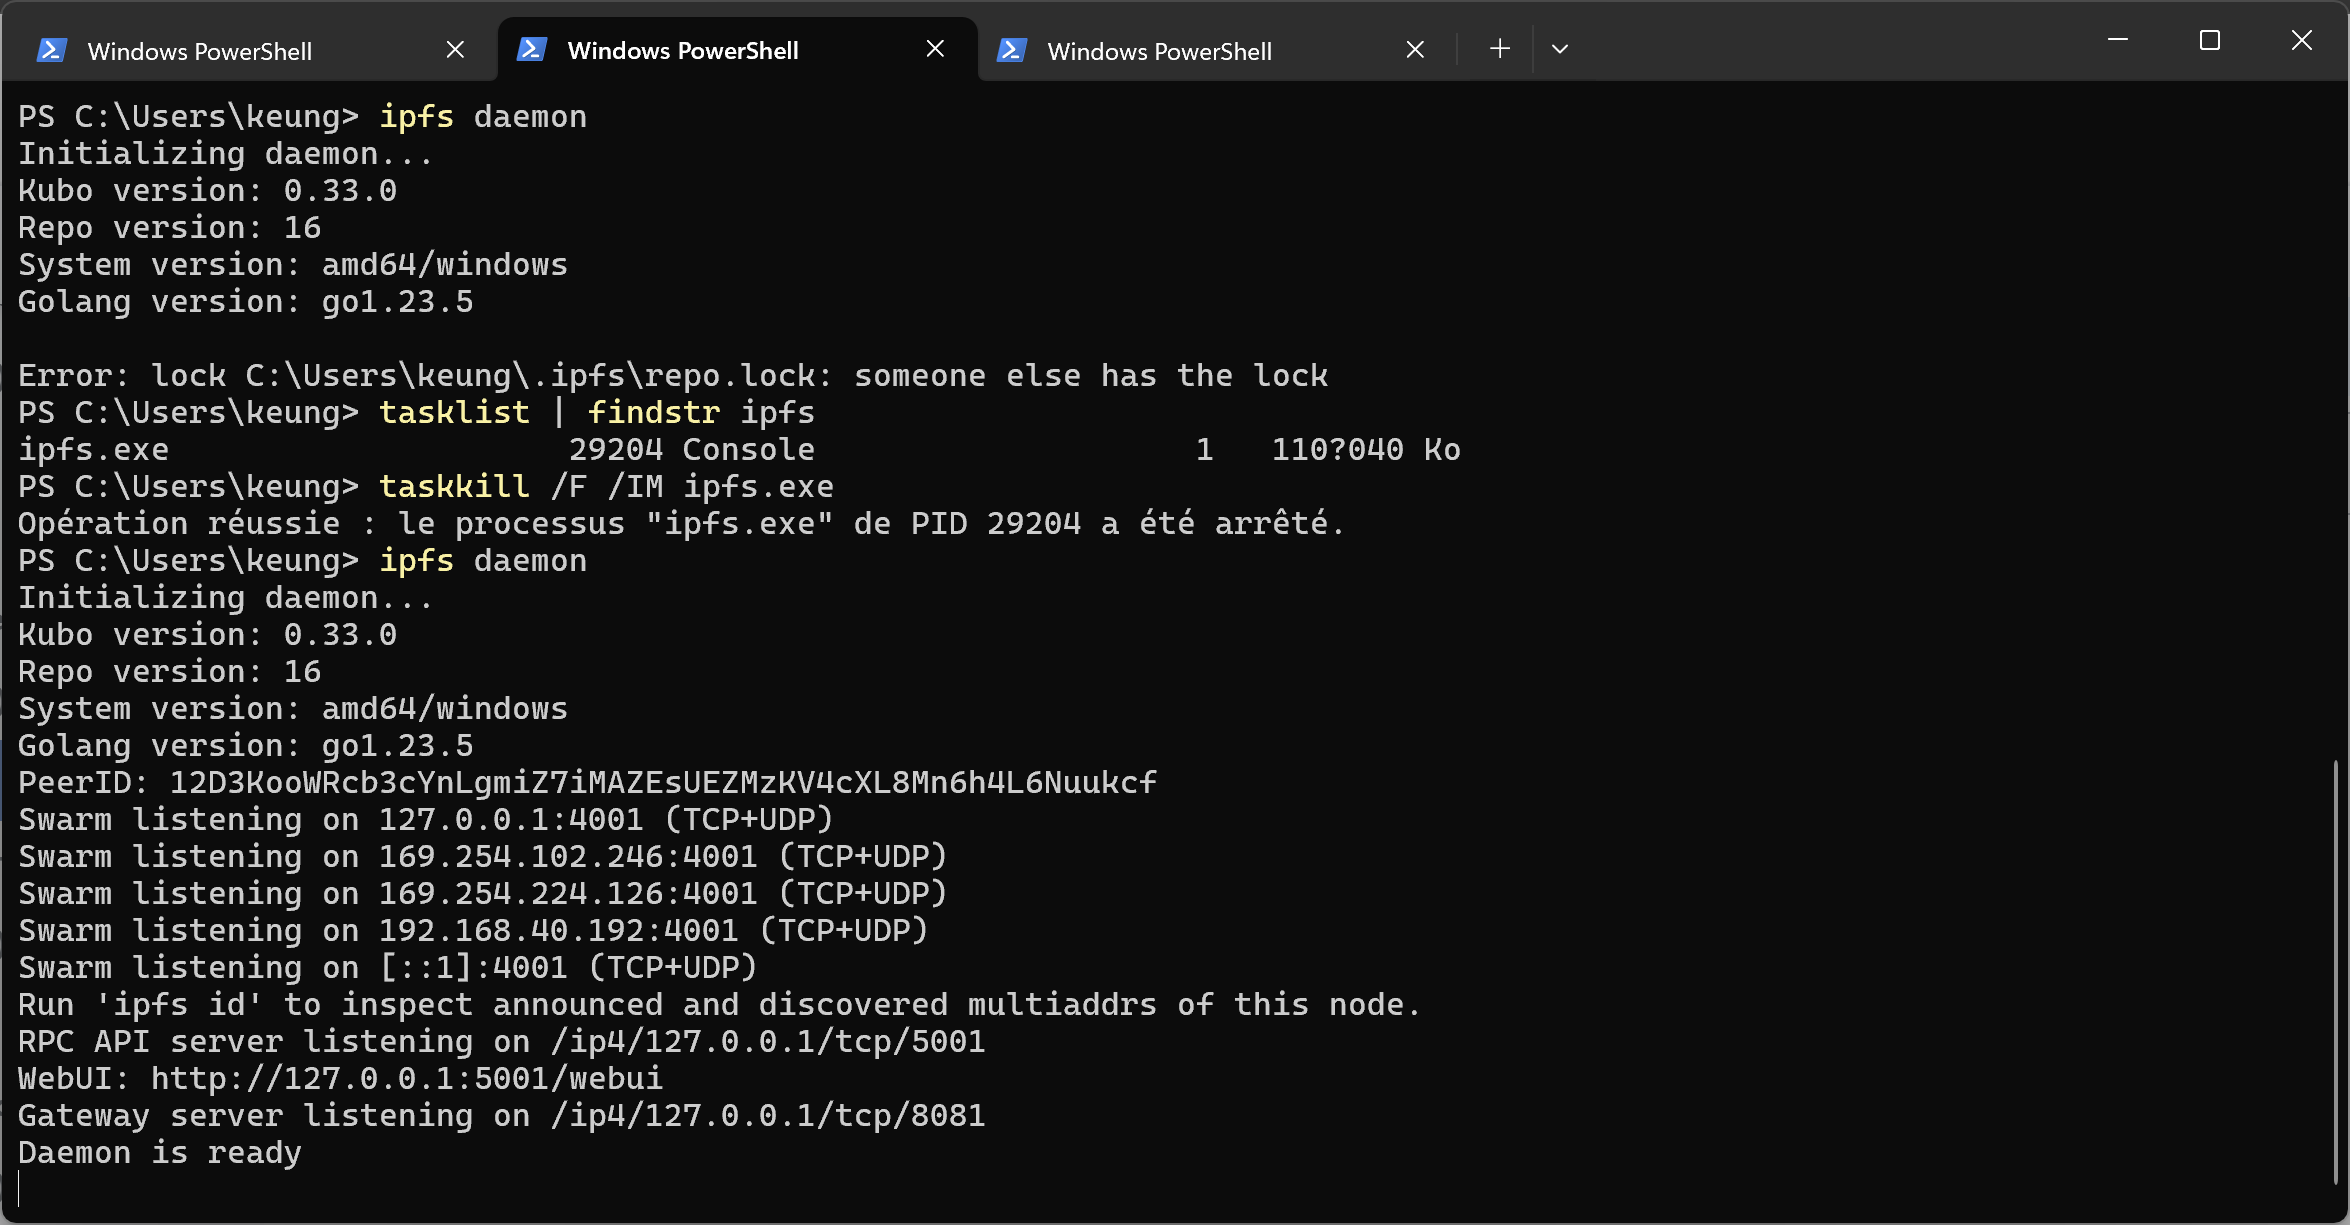 Windows PowerShell
Windows PowerShell
Windows PowerShell
PS C:\Users\keung> ipfs daemon
Initializing daemon...
Kubo version: 0.33.0
Repo version: 16
System version: amd64/windows
Golang version: go1.23.5
Error: lock C:\Users\keung\.ipfs\repo.lock: someone else has the lock
PS C:\Users\keung> tasklist | findstr ipfs
ipfs.exe                     29204 Console                    1   110?040 Ko
PS C:\Users\keung> taskkill /F /IM ipfs.exe
Opération réussie : le processus "ipfs.exe" de PID 29204 a été arrêté.
PS C:\Users\keung> ipfs daemon
Initializing daemon...
Kubo version: 0.33.0
Repo version: 16
System version: amd64/windows
Golang version: go1.23.5
PeerID: 12D3KooWRcb3cYnLgmiZ7iMAZEsUEZMzKV4cXL8Mn6h4L6Nuukcf
Swarm listening on 127.0.0.1:4001 (TCP+UDP)
Swarm listening on 169.254.102.246:4001 (TCP+UDP)
Swarm listening on 169.254.224.126:4001 (TCP+UDP)
Swarm listening on 192.168.40.192:4001 (TCP+UDP)
Swarm listening on [::1]:4001 (TCP+UDP)
Run 'ipfs id' to inspect announced and discovered multiaddrs of this node.
RPC API server listening on /ip4/127.0.0.1/tcp/5001
WebUI: http://127.0.0.1:5001/webui
Gateway server listening on /ip4/127.0.0.1/tcp/8081
Daemon is ready